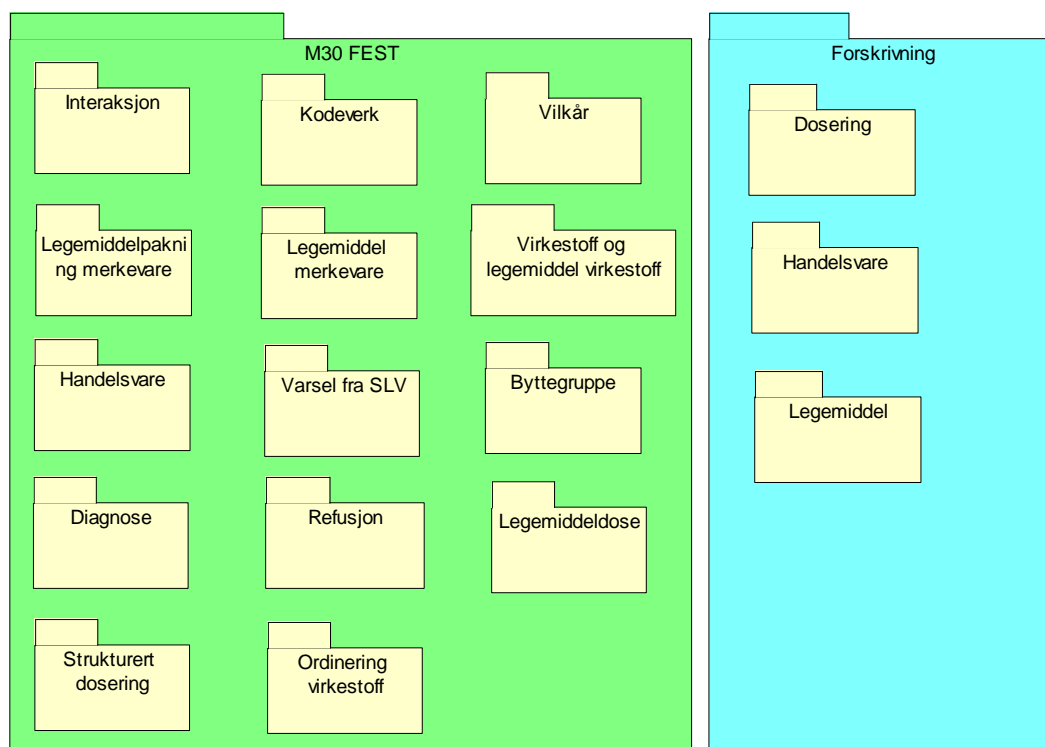 M30 FEST
Interaksjon
Kodeverk
Vilkår
Legemiddelpakni
ng merkevare
Legemiddel
merkevare
Virkestoff og
legemiddel virkestoff
Handelsvare
Varsel fra SLV
Byttegruppe
Diagnose
Refusjon
Legemiddeldose
Strukturert
dosering
Ordinering
virkestoff
Forskrivning
Dosering
Handelsvare
Legemiddel